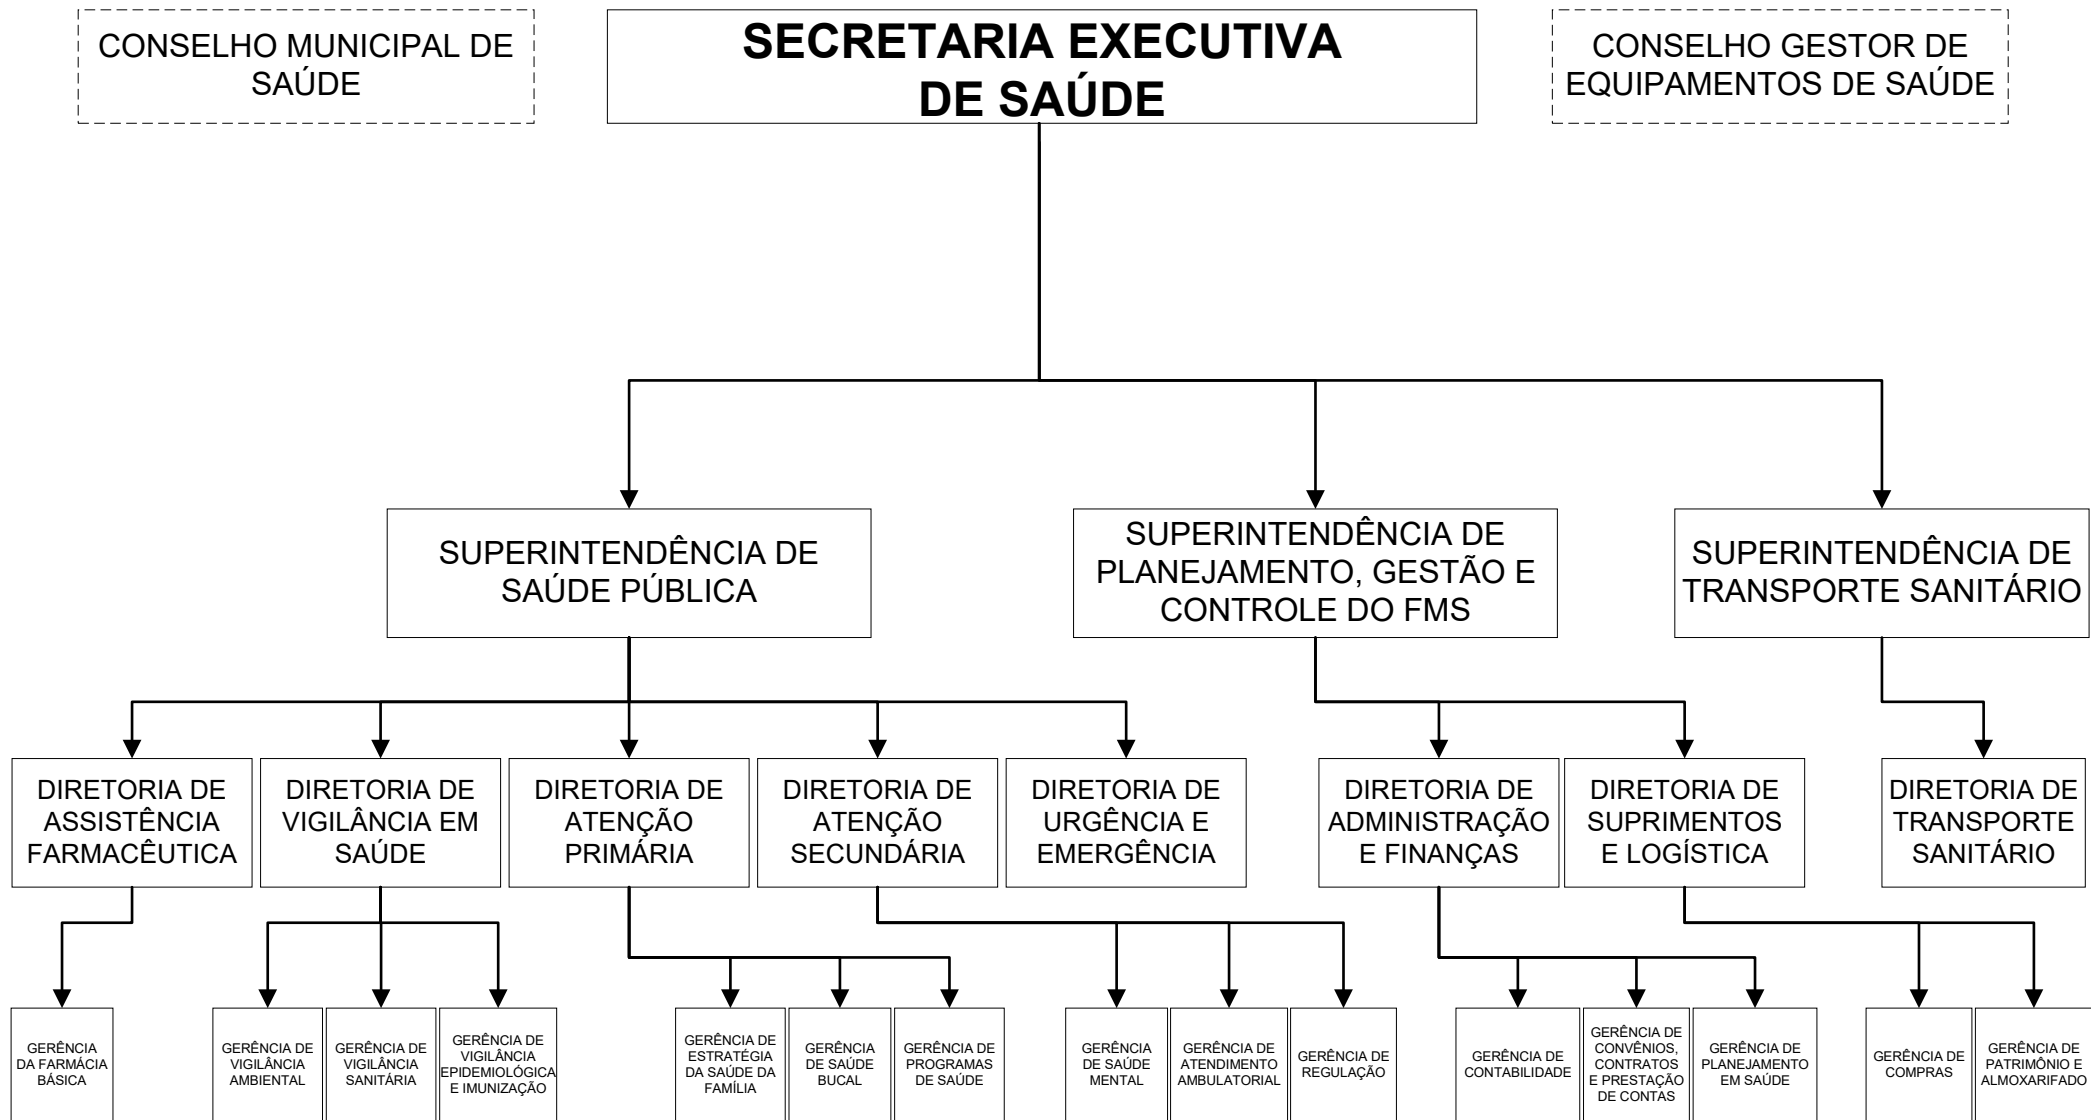 CONSELHO MUNICIPAL DE
SAÚDE
SECRETARIA EXECUTIVA
DE SAÚDE
CONSELHO GESTOR DE
EQUIPAMENTOS DE SAÚDE
SUPERINTENDÊNCIA DE
SAÚDE PÚBLICA
SUPERINTENDÊNCIA DE
PLANEJAMENTO, GESTÃO E
CONTROLE DO FMS
SUPERINTENDÊNCIA DE
TRANSPORTE SANITÁRIO
DIRETORIA DE
ASSISTÊNCIA
FARMACÊUTICA
DIRETORIA DE
VIGILÂNCIA EM
SAÚDE
DIRETORIA DE
ATENÇÃO
PRIMÁRIA
DIRETORIA DE
ATENÇÃO
SECUNDÁRIA
DIRETORIA DE
URGÊNCIA E
EMERGÊNCIA
DIRETORIA DE
ADMINISTRAÇÃO
E FINANÇAS
DIRETORIA DE
SUPRIMENTOS
E LOGÍSTICA
DIRETORIA DE
TRANSPORTE
SANITÁRIO
GERÊNCIA
DA FARMÁCIA
BÁSICA
GERÊNCIA DE
VIGILÂNCIA
AMBIENTAL
GERÊNCIA DE
VIGILÂNCIA
SANITÁRIA
GERÊNCIA DE
VIGILÂNCIA
EPIDEMIOLÓGICA
E IMUNIZAÇÃO
GERÊNCIA DE
ESTRATÉGIA
DA SAÚDE DA
FAMÍLIA
GERÊNCIA
DE SAÚDE
BUCAL
GERÊNCIA DE
PROGRAMAS
DE SAÚDE
GERÊNCIA
DE SAÚDE
MENTAL
GERÊNCIA DE
ATENDIMENTO
AMBULATORIAL
GERÊNCIA DE
REGULAÇÃO
GERÊNCIA DE
CONTABILIDADE
GERÊNCIA DE
CONVÊNIOS,
CONTRATOS
E PRESTAÇÃO
DE CONTAS
GERÊNCIA DE
PLANEJAMENTO
EM SAÚDE
GERÊNCIA DE
COMPRAS
GERÊNCIA DE
PATRIMÔNIO E
ALMOXARIFADO